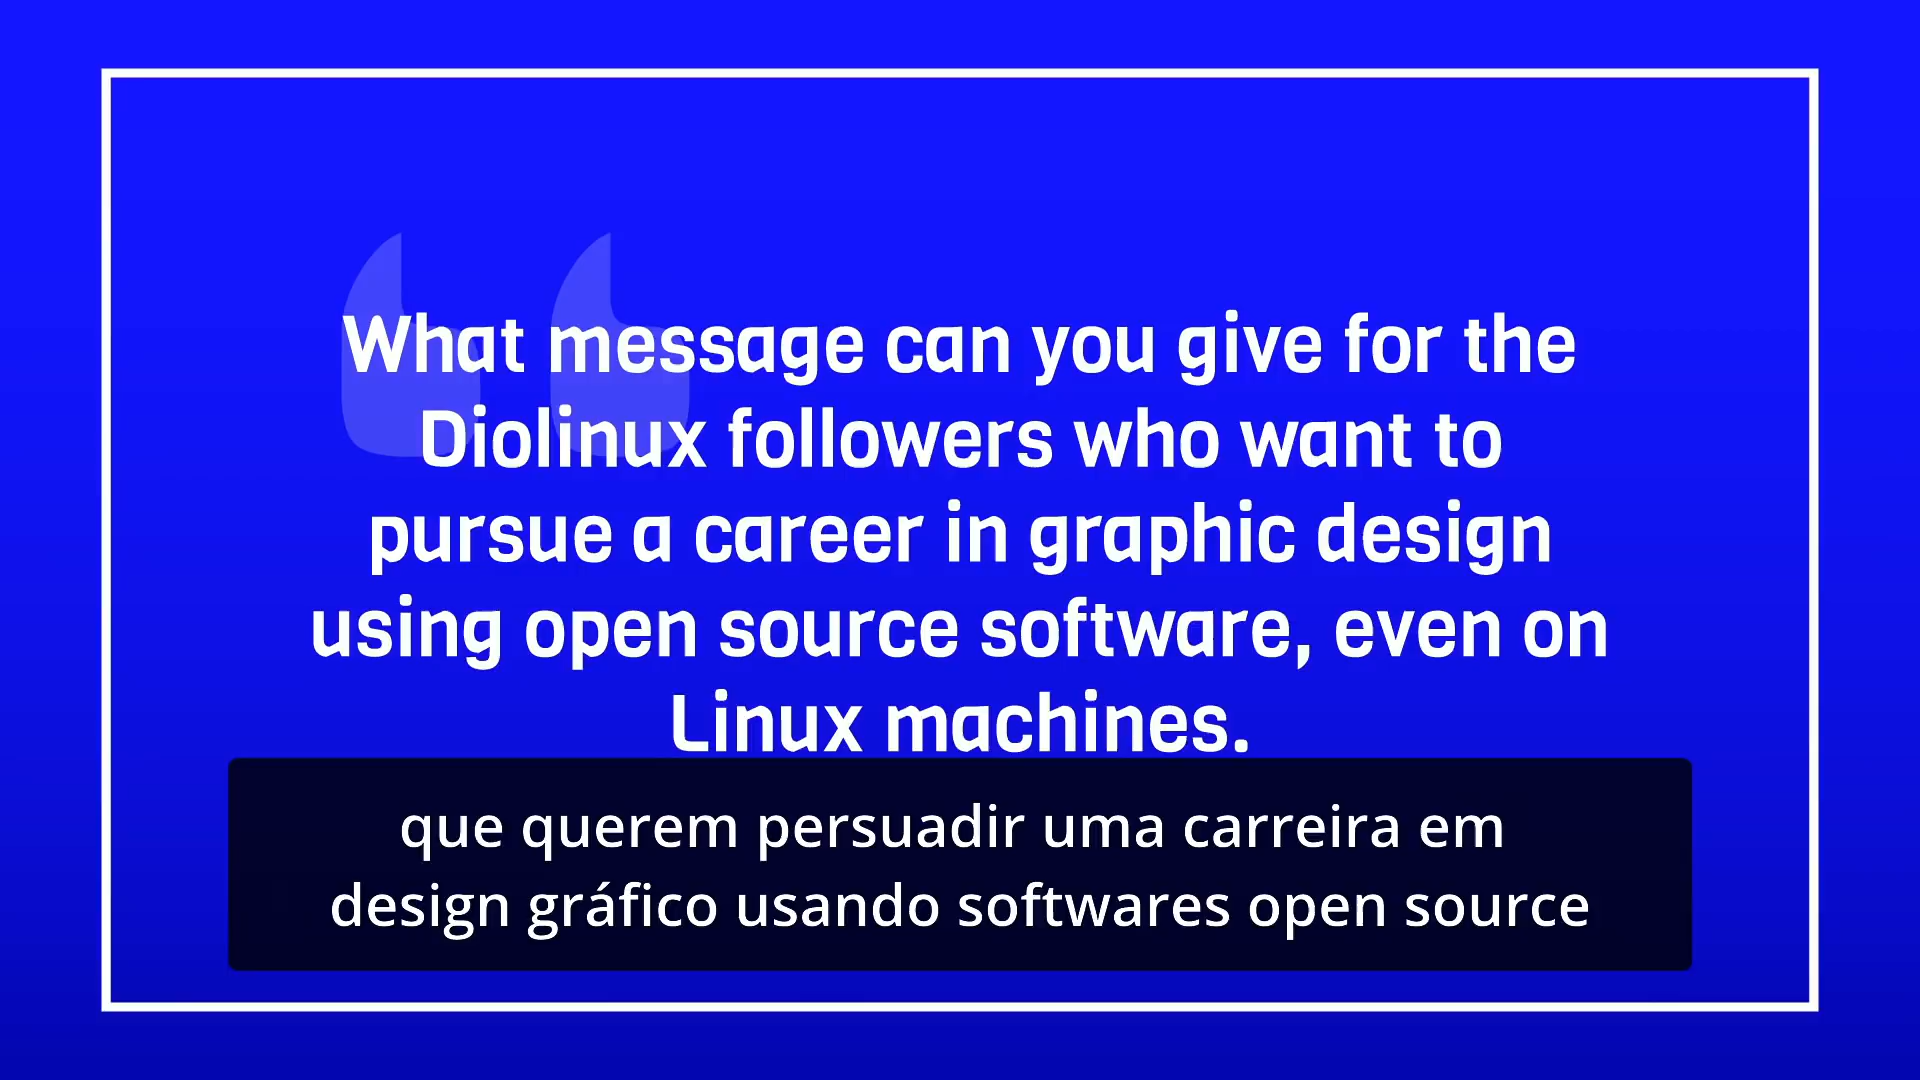 What message can you give for the
Diolinux followers who want to
pursue a career in graphic design
using open source software, even on
Linux machines.
que querem persuadir uma carreira em
design gráfico usando softwares open source